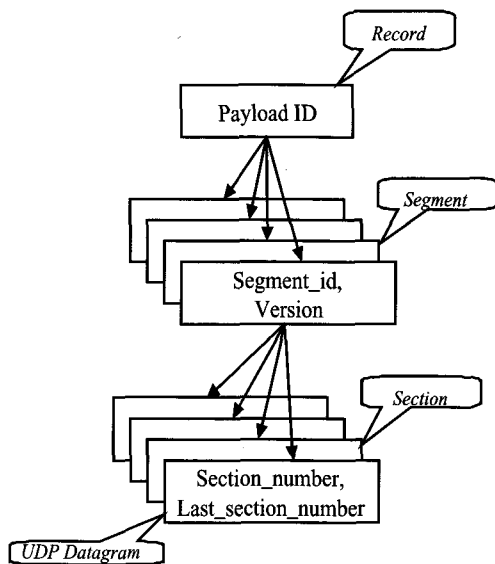 Record
Payload ID
Segment
Segment_id,
Version
Section
Section_number,
Last_section_number
UDP Datagram